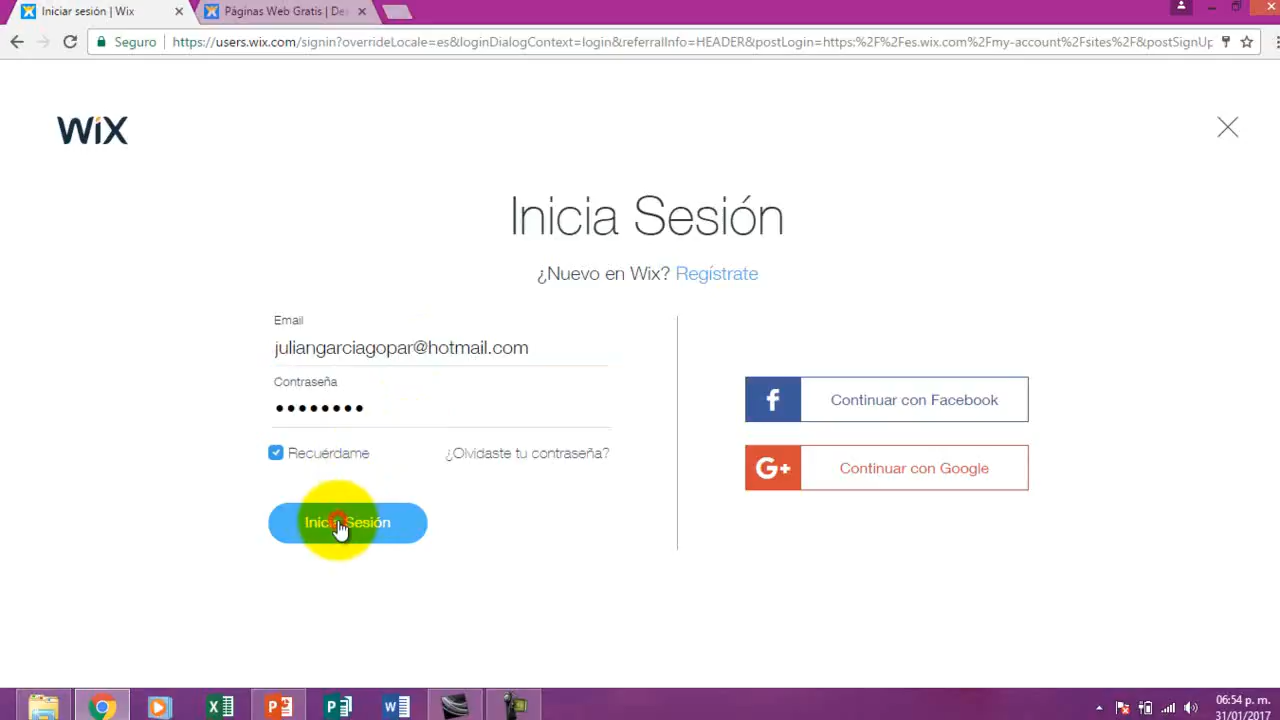 Iniciar sesión | Wix
Páginas Web Gratis | De
Seguro
https://users.wix.com/signin?overrideLocale=es&loginDialogContext=login&referralInfo=HEADER&postLogin=https:%2F%2Fes.wix.com%2Fmy-account%2Fsites%2F&postSignUp
WiX
Inicia Sesión
¿Nuevo en Wix? Regístrate
Email
juliangarciagopar@hotmail.com
Contraseña
Recuérdame
¿Olvidaste tu contraseña?
Inicia Sesión
f Continuar con Facebook
G+ Continuar con Google
06:54 p. m.
31/01/2017